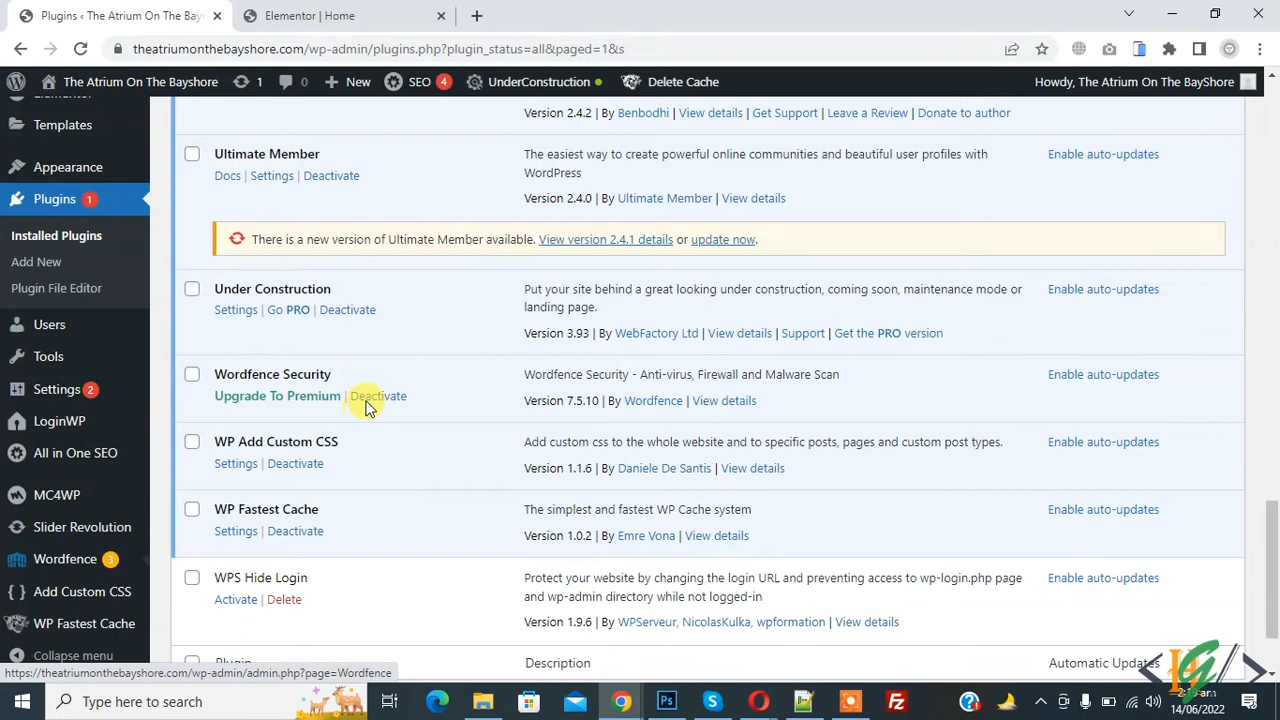 Plugins ‹ The Atrium On The Bays
Elementor | Home
theatriumonthebayshore.com/wp-admin/plugins.php?plugin_status=all&paged=1&s
The Atrium On The Bayshore 1 0 New SEO 4 UnderConstruction Delete Cache Howdy, The Atrium On The BayShore
Templates
Appearance
Plugins 1
Installed Plugins
Add New
Plugin File Editor
Users
Tools
Settings 2
LoginWP
All in One SEO
MC4WP
Slider Revolution
Wordfence 3
Add Custom CSS
WP Fastest Cache
Collapse menu
Version 2.4.2 | By Benbodhi | View details | Get Support | Leave a Review | Donate to author
Ultimate Member
Docs | Settings | Deactivate
The easiest way to create powerful online communities and beautiful user profiles with
WordPress
Version 2.4.0 | By Ultimate Member | View details
Enable auto-updates
There is a new version of Ultimate Member available. View version 2.4.1 details or update now.
Under Construction
Settings | Go PRO | Deactivate
Put your site behind a great looking under construction, coming soon, maintenance mode or
landing page.
Version 3.93 | By WebFactory Ltd | View details | Support | Get the PRO version
Enable auto-updates
Wordfence Security
Upgrade To Premium | Deactivate
Wordfence Security - Anti-virus, Firewall and Malware Scan
Version 7.5.10 | By Wordfence | View details
Enable auto-updates
WP Add Custom CSS
Settings | Deactivate
Add custom css to the whole website and to specific posts, pages and custom post types.
Version 1.1.6 | By Daniele De Santis | View details
Enable auto-updates
WP Fastest Cache
Settings | Deactivate
The simplest and fastest WP Cache system
Version 1.0.2 | By Emre Vona | View details
Enable auto-updates
WPS Hide Login
Activate | Delete
Protect your website by changing the login URL and preventing access to wp-login.php page
and wp-admin directory while not logged-in
Version 1.9.6 | By WPServeur, NicolasKulka, wpformation | View details
Enable auto-updates
Plugin Description Automatic Updates
https://theatriumonthebayshore.com/wp-admin/admin.php?page=Wordfence
Type here to search
14/06/2022